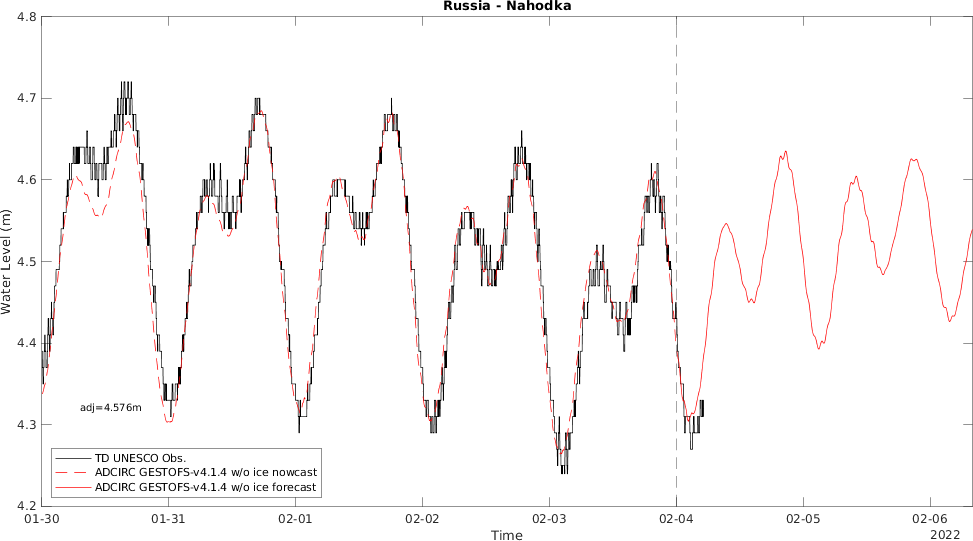 Russia - Nahodka
4.8
4.7
4.6
4.5
4.4
4.3
4.2
Water Level (m)
adj=4.576m
TD UNESCO Obs.
ADCIRC GESTOFS-v4.1.4 w/o ice nowcast
ADCIRC GESTOFS-v4.1.4 w/o ice forecast
01-30 01-31 02-01 02-02 02-03 02-04 02-05 02-06
Time
2022